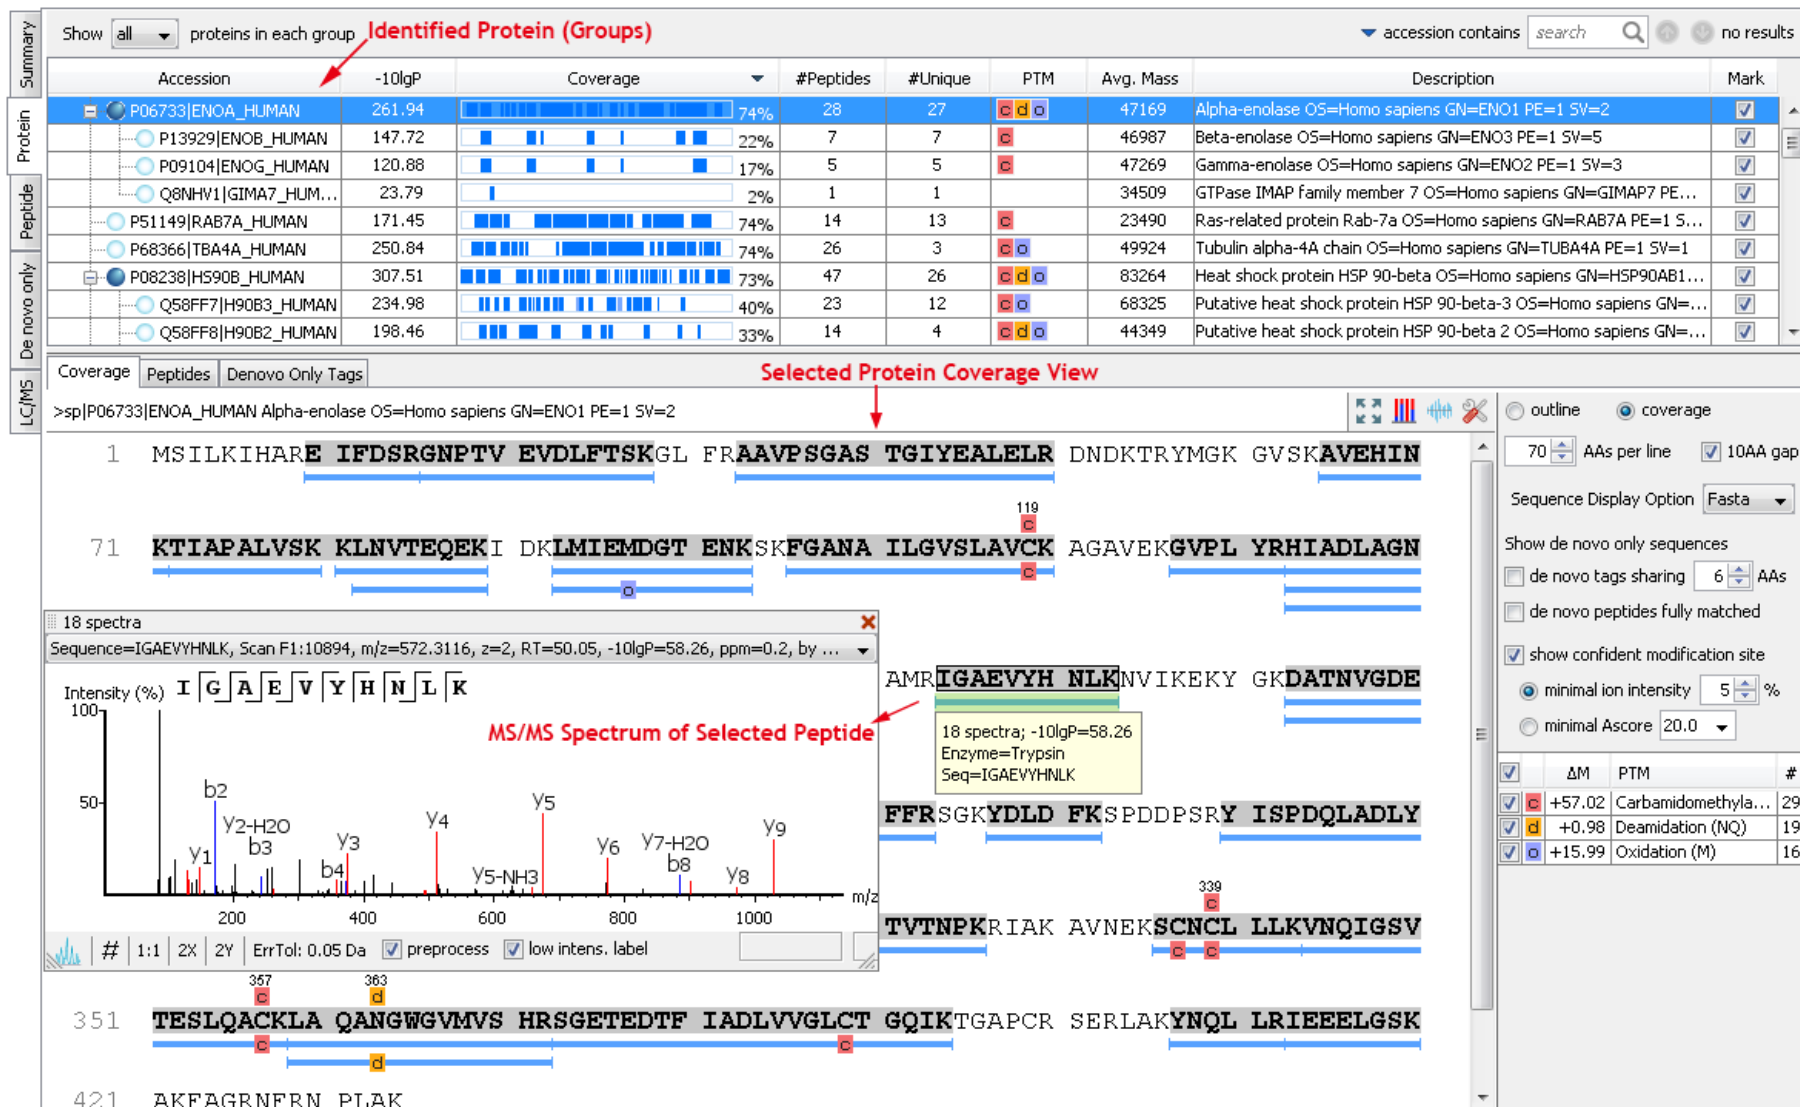 Summary
Protein
Peptide
De novo only
LC/MS
Show all proteins in each group
Identified Protein (Groups)
accession contains search no results
Accession -10lgP Coverage #Peptides #Unique PTM Avg. Mass Description Mark
P06733|ENOA_HUMAN 261.94 74% 28 27 c d o 47169 Alpha-enolase OS=Homo sapiens GN=ENO1 PE=1 SV=2
P13929|ENOB_HUMAN 147.72 22% 7 7 c 46987 Beta-enolase OS=Homo sapiens GN=ENO3 PE=1 SV=5
P09104|ENOG_HUMAN 120.88 17% 5 5 c 47269 Gamma-enolase OS=Homo sapiens GN=ENO2 PE=1 SV=3
Q8NHV1|GIMA7_HUM... 23.79 2% 1 1 34509 GTPase IMAP family member 7 OS=Homo sapiens GN=GIMAP7 PE...
P51149|RAB7A_HUMAN 171.45 74% 14 13 c 23490 Ras-related protein Rab-7a OS=Homo sapiens GN=RAB7A PE=1 S...
P68366|TBA4A_HUMAN 250.84 74% 26 3 c o 49924 Tubulin alpha-4A chain OS=Homo sapiens GN=TUBA4A PE=1 SV=1
P08238|HS90B_HUMAN 307.51 73% 47 26 c d o 83264 Heat shock protein HSP 90-beta OS=Homo sapiens GN=HSP90AB1...
Q58FF7|H90B3_HUMAN 234.98 40% 23 12 c o 68325 Putative heat shock protein HSP 90-beta-3 OS=Homo sapiens GN=...
Q58FF8|H90B2_HUMAN 198.46 33% 14 4 c d o 44349 Putative heat shock protein HSP 90-beta 2 OS=Homo sapiens GN=...
Coverage Peptides Denovo Only Tags
Selected Protein Coverage View
>sp|P06733|ENOA_HUMAN Alpha-enolase OS=Homo sapiens GN=ENO1 PE=1 SV=2
1 MSILKIHARE IFDSRGNPTV EVDLFTSKGL FRAAVPSGAS TGIYEALELR DNDKTRYMGK GVSKAVEHIN
119
c
71 KTIAPALVSK KLNVTEQEKI DKLMIEMDGT ENKSKFGANA ILGVSLAVCK AGAVEKGVPL YRHIADLAGN
c
o
AMRIGAEVYH NLKNVIKEKY GKDATNVGDE
18 spectra; -10lgP=58.26
Enzyme=Trypsin
Seq=IGAEVYHNLK
FFRSGKYDLD FKSPDDPSRY ISPDQLADLY
339
c
TVTNPKRIAK AVNEKSCNCL LLKVNQIGSV
c c
18 spectra
Sequence=IGAEVYHNLK, Scan F1:10894, m/z=572.3116, z=2, RT=50.05, -10lgP=58.26, ppm=0.2, by ...
Intensity (%) I G A E V Y H N L K
MS/MS Spectrum of Selected Peptide
100
50
b2
y2-H2O
b3
y1
b4
y3
y4
y5-NH3
y5
y6
y7-H2O
b8
y8
y9
m/z
200 400 600 800 1000
# 1:1 2X 2Y ErrTol: 0.05 Da preprocess low intens. label
357 363
c d
351 TESLQACKLA QANGWGVMVS HRSGETEDTF IADLVVGLCT GQIKTGAPCR SERLAKYNQL LRIEEELGSK
c c
d
421 AKFAGRNFRN PLAK
outline coverage
70 AAs per line 10AA gap
Sequence Display Option Fasta
Show de novo only sequences
de novo tags sharing 6 AAs
de novo peptides fully matched
show confident modification site
minimal ion intensity 5 %
minimal Ascore 20.0
ΔM PTM #
c +57.02 Carbamidomethyla... 29
d +0.98 Deamidation (NQ) 19
o +15.99 Oxidation (M) 16